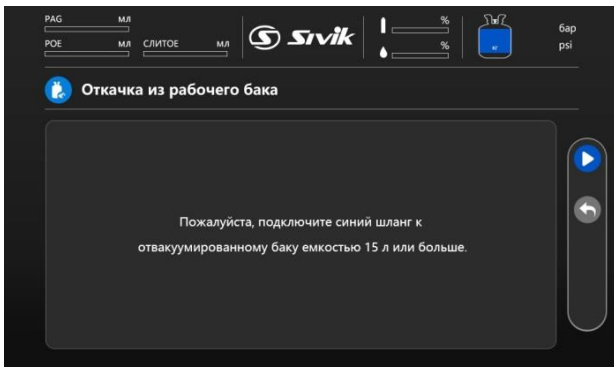 PAG МЛ
POE МЛ СЛИТОЕ МЛ
Sivik
%
%
кг
бар
psi
Откачка из рабочего бака
Пожалуйста, подключите синий шланг к
отвакуумированному баку емкостью 15 л или больше.